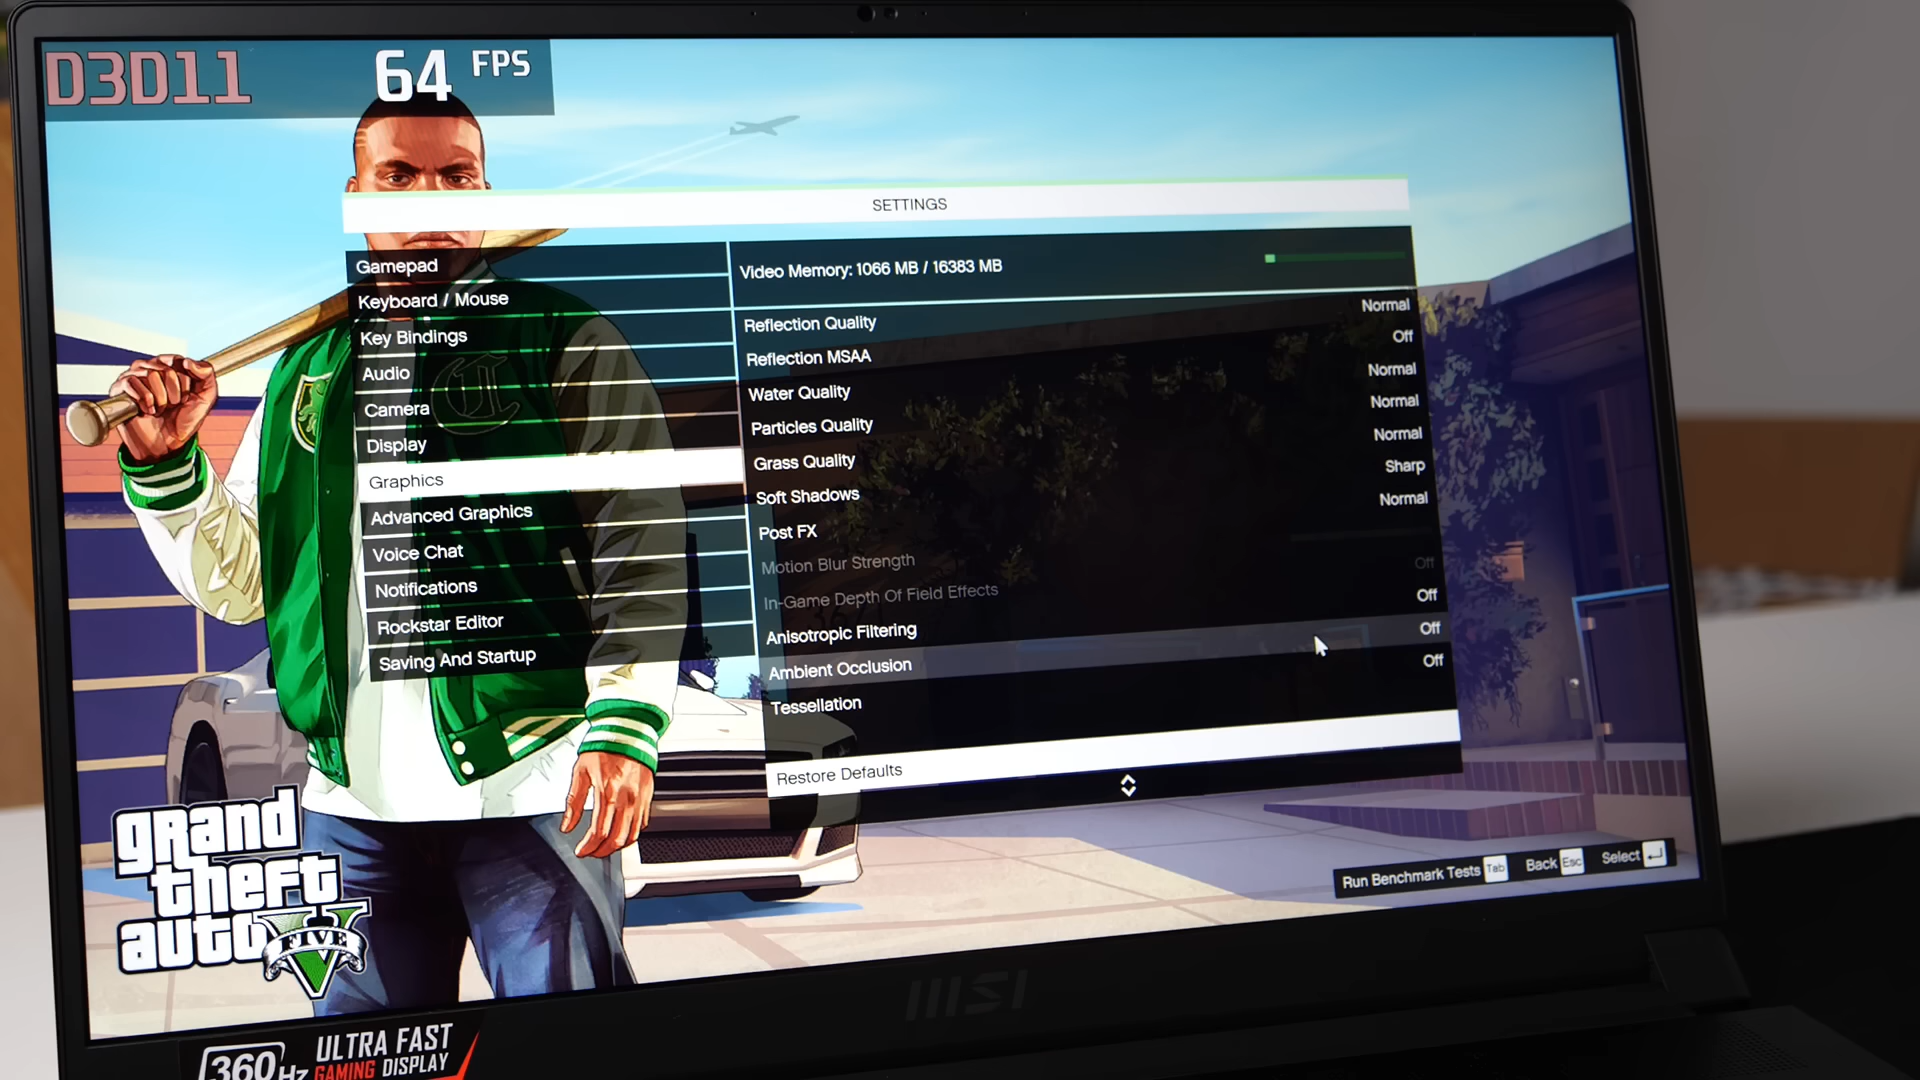 D3D11 64 FPS
SETTINGS
Gamepad
Keyboard / Mouse
Key Bindings
Audio
Camera
Display
Graphics
Advanced Graphics
Voice Chat
Notifications
Rockstar Editor
Saving And Startup
Video Memory: 1066 MB / 16383 MB
Reflection Quality Normal
Reflection MSAA Off
Water Quality Normal
Particles Quality Normal
Grass Quality Normal
Soft Shadows Sharp
Post FX Normal
Motion Blur Strength
In-Game Depth Of Field Effects Off
Anisotropic Filtering Off
Ambient Occlusion Off
Tessellation Off
Restore Defaults
Run Benchmark Tests Tab Back Esc Select
grand
theft
auto V
FIVE
msi
360Hz ULTRA FAST
GAMING DISPLAY